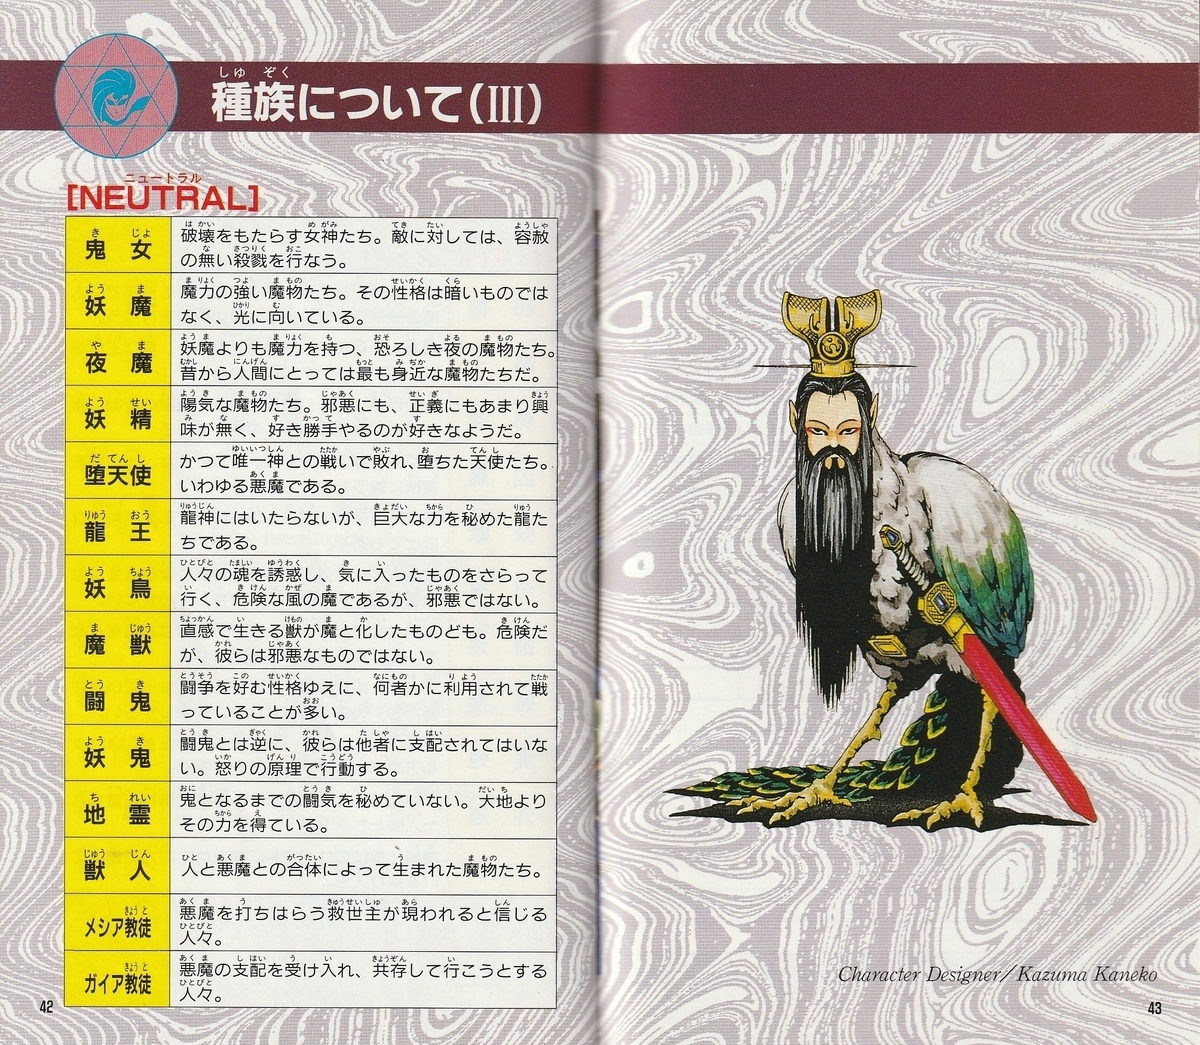 種族について(III)
[NEUTRAL]
鬼女
破壊をもたらす女神たち。敵に対しては、容赦
の無い殺戮を行なう。
妖魔
魔力の強い魔物たち。その性格は暗いものでは
なく、光に向いている。
夜魔
妖魔よりも魔力を持つ、恐ろしき夜の魔物たち。
昔から人間にとっては最も身近な魔物たちだ。
妖精
陽気な魔物たち。邪悪にも、正義にもあまり興
味が無く、好き勝手やるのが好きなようだ。
堕天使
かつて唯一神との戦いで敗れ、堕ちた天使たち。
いわゆる悪魔である。
龍王
龍神にはいたらないが、巨大な力を秘めた龍た
ちである。
妖鳥
人々の魂を誘惑し、気に入ったものをさらって
行く、危険な風の魔であるが、邪悪ではない。
魔獣
直感で生きる獣が魔と化したものども。危険だ
が、彼らは邪悪なものではない。
闘鬼
闘争を好む性格ゆえに、何者かに利用されて戦
っていることが多い。
妖鬼
闘鬼とは逆に、彼らは他者に支配されてはいな
い。怒りの原理で行動する。
地霊
鬼となるまでの闘気を秘めていない。大地より
その力を得ている。
獣人
人と悪魔との合体によって生まれた魔物たち。
メシア教徒
悪魔を打ちはらう救世主が現われると信じる
人々。
ガイア教徒
悪魔の支配を受け入れ、共存して行こうとする
人々。
42
Character Designer/Kazuma Kaneko
43